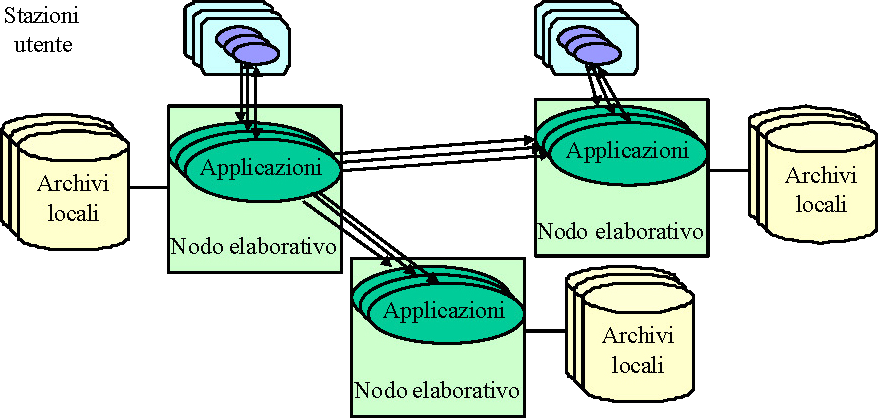 Stazioni
utente
Applicazioni
Archivi
locali
Nodo elaborativo
Applicazioni
Archivi
locali
Nodo elaborativo
Applicazioni
Archivi
locali
Nodo elaborativo